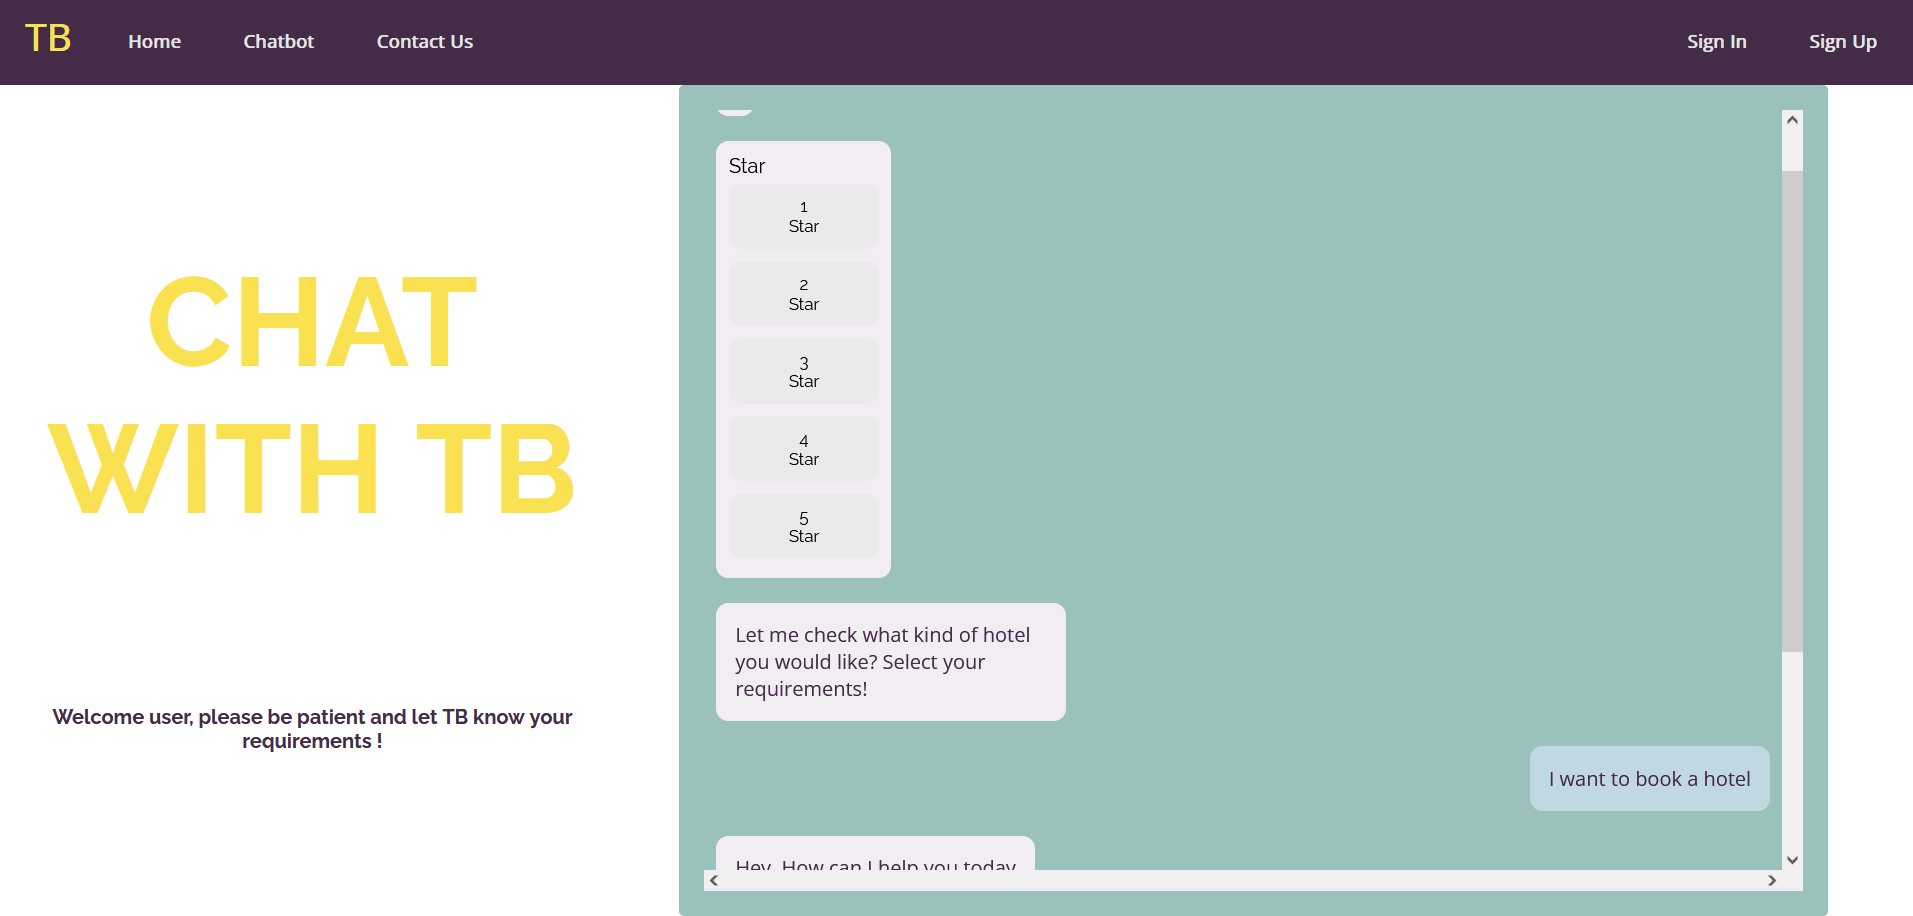 TB
Home
Chatbot
Contact Us
Sign In
Sign Up
CHAT
WITH TB
Welcome user, please be patient and let TB know your
requirements !
Star
1
Star
2
Star
3
Star
4
Star
5
Star
Let me check what kind of hotel
you would like? Select your
requirements!
I want to book a hotel
Hey. How can I help you today